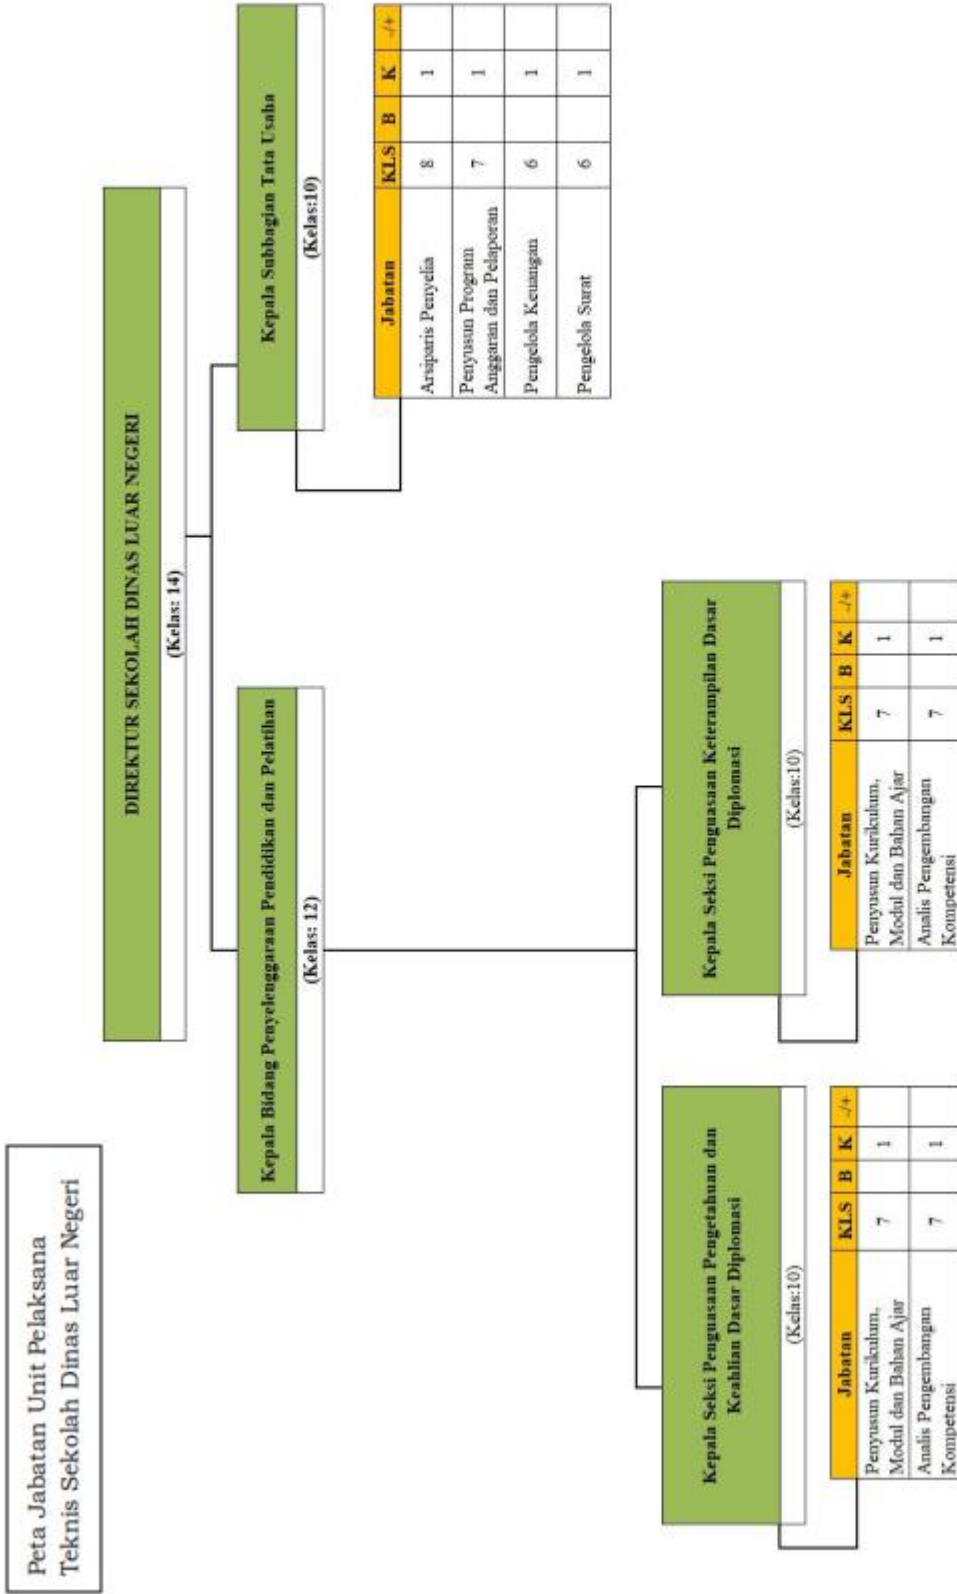 Peta Jabatan Unit Pelaksana
Teknis Sekolah Dinas Luar Negeri
DIREKTUR SEKOLAH DINAS LUAR NEGERI
(Kelas: 14)
Kepala Bidang Penyelenggaraan Pendidikan dan Pelatihan
(Kelas: 12)
Kepala Subbagian Tata Usaha
(Kelas:10)
Jabatan KLS B K -/+
Arsiparis Penyelia 8 1
Penyusun Program
Anggaran dan Pelaporan 7 1
Pengelola Keuangan 6 1
Pengelola Surat 6 1
Kepala Seksi Penguasaan Pengetahuan dan
Keahlian Dasar Diplomasi
(Kelas:10)
Jabatan KLS B K -/+
Penyusun Kurikulum,
Modul dan Bahan Ajar 7 1
Analis Pengembangan
Kompetensi 7 1
Kepala Seksi Penguasaan Keterampilan Dasar
Diplomasi
(Kelas:10)
Jabatan KLS B K -/+
Penyusun Kurikulum,
Modul dan Bahan Ajar 7 1
Analis Pengembangan
Kompetensi 7 1